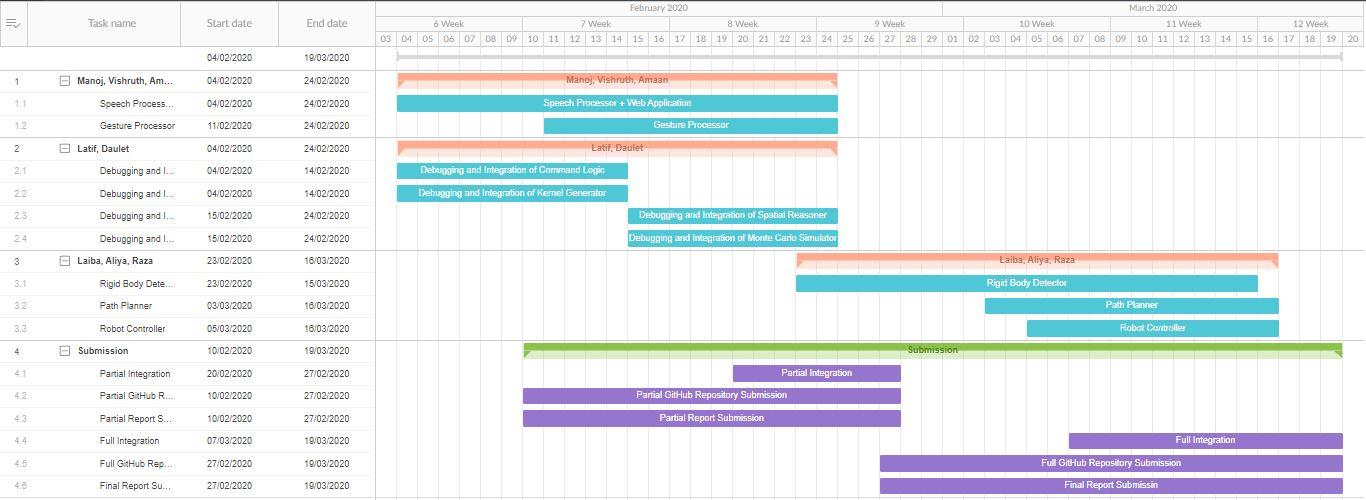 February 2020 March 2020
Task name Start date End date 6 Week 7 Week 8 Week 9 Week 10 Week 11 Week 12 Week
03 04 05 06 07 08 09 10 11 12 13 14 15 16 17 18 19 20 21 22 23 24 25 26 27 28 29 01 02 03 04 05 06 07 08 09 10 11 12 13 14 15 16 17 18 19 20
04/02/2020 19/03/2020
1 Manoj, Vishruth, Am... 04/02/2020 24/02/2020 Manoj, Vishruth, Amaan
1.1 Speech Process... 04/02/2020 24/02/2020 Speech Processor + Web Application
1.2 Gesture Processor 11/02/2020 24/02/2020 Gesture Processor
2 Latif, Daulet 04/02/2020 24/02/2020 Latif, Daulet
2.1 Debugging and I... 04/02/2020 14/02/2020 Debugging and Integration of Command Logic
2.2 Debugging and I... 04/02/2020 14/02/2020 Debugging and Integration of Kernel Generator
2.3 Debugging and I... 15/02/2020 24/02/2020 Debugging and Integration of Spatial Reasoner
2.4 Debugging and I... 15/02/2020 24/02/2020 Debugging and Integration of Monte Carlo Simulator
3 Laiba, Aliya, Raza 23/02/2020 16/03/2020 Laiba, Aliya, Raza
3.1 Rigid Body Dete... 23/02/2020 15/03/2020 Rigid Body Detector
3.2 Path Planner 03/03/2020 16/03/2020 Path Planner
3.3 Robot Controller 05/03/2020 16/03/2020 Robot Controller
4 Submission 10/02/2020 19/03/2020 Submission
4.1 Partial Integration 20/02/2020 27/02/2020 Partial Integration
4.2 Partial GitHub R... 10/02/2020 27/02/2020 Partial GitHub Repository Submission
4.3 Partial Report S... 10/02/2020 27/02/2020 Partial Report Submission
4.4 Full Integration 07/03/2020 19/03/2020 Full Integration
4.5 Full GitHub Rep... 27/02/2020 19/03/2020 Full GitHub Repository Submission
4.6 Final Report Su... 27/02/2020 19/03/2020 Final Report Submissin